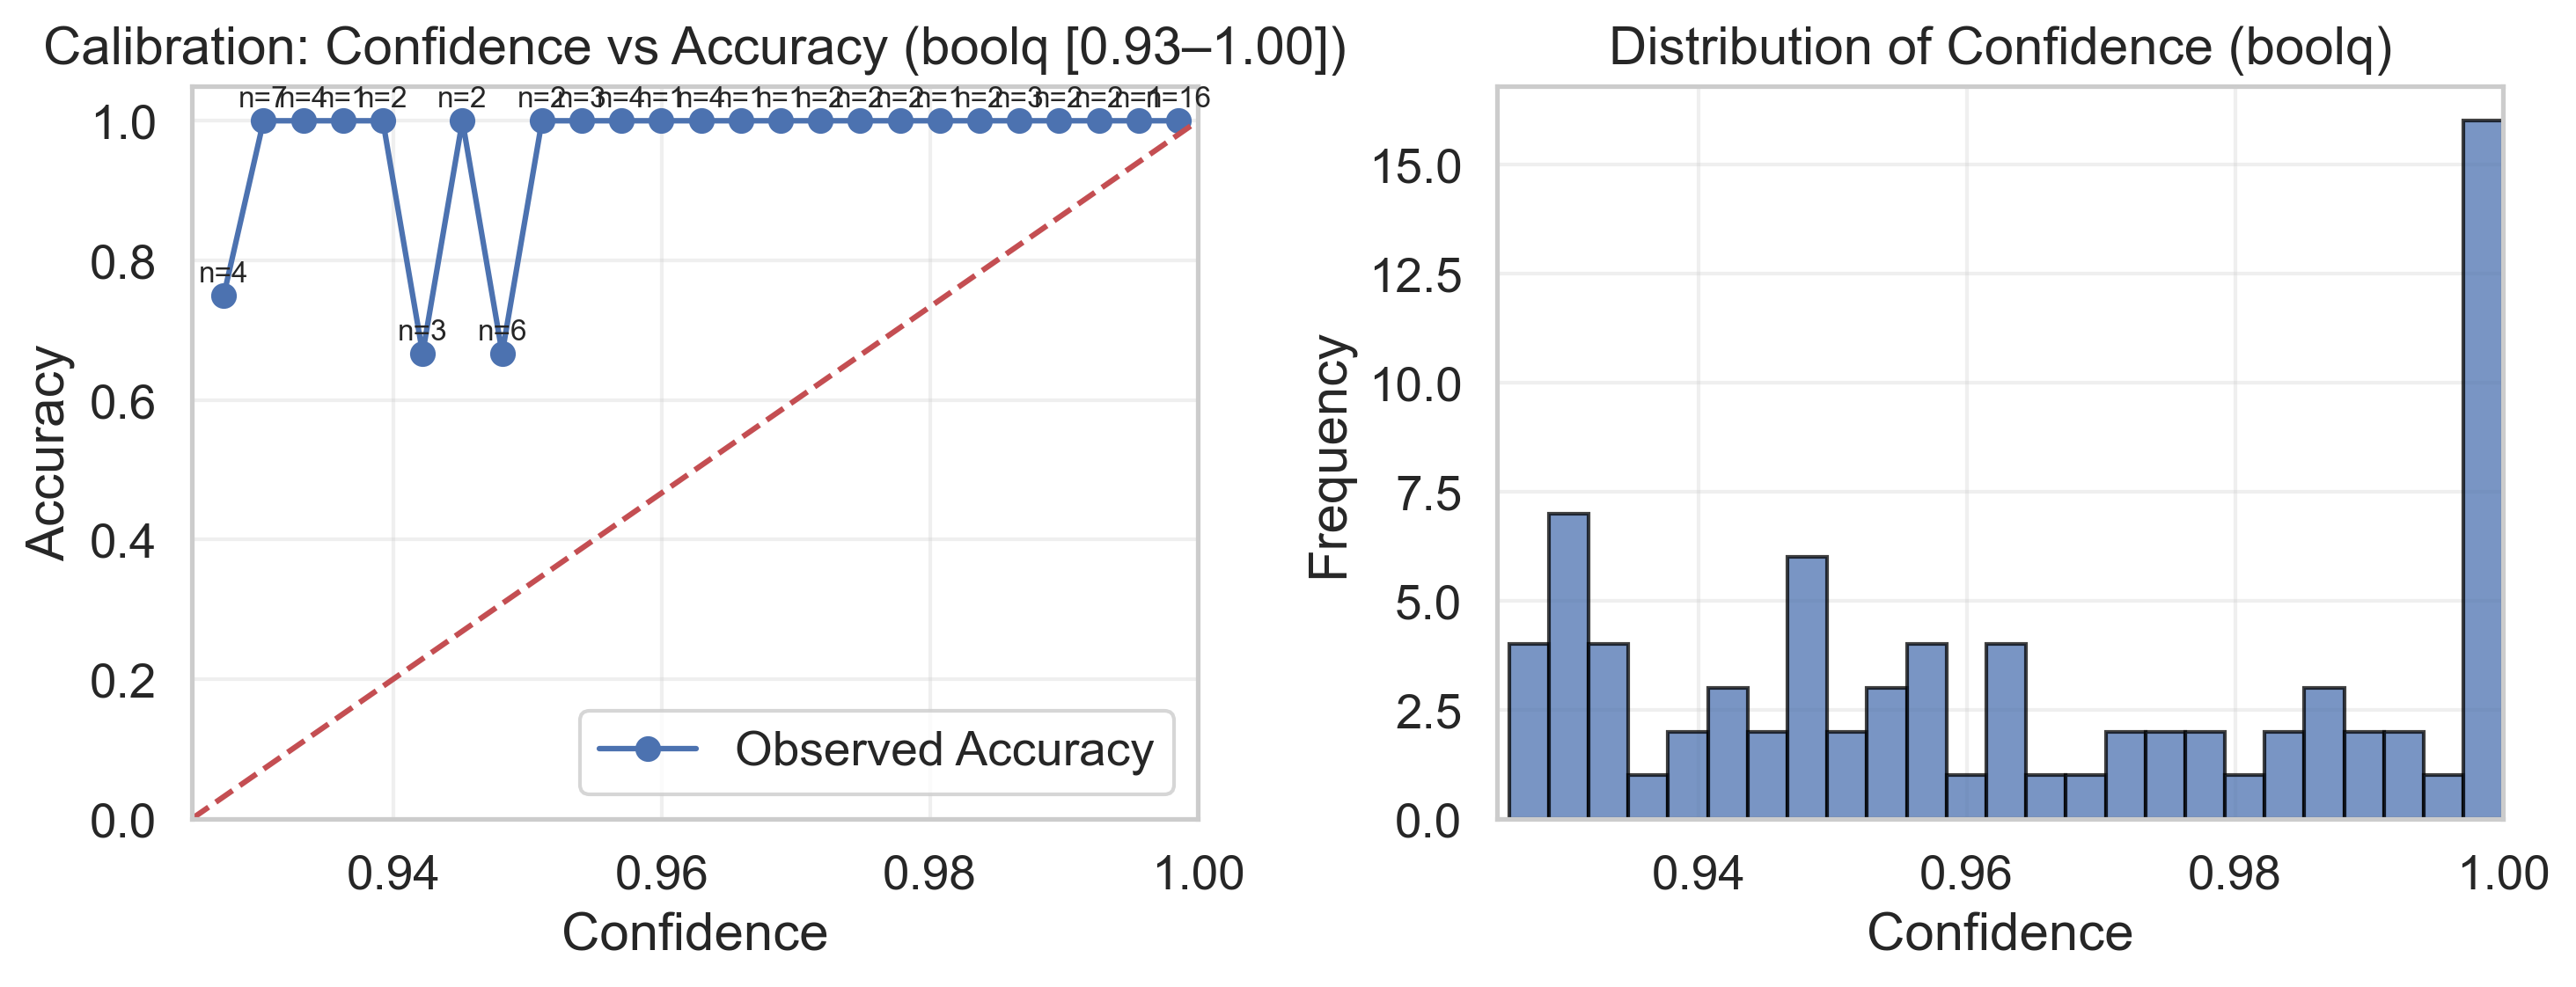 Calibration: Confidence vs Accuracy (boolq [0.93–1.00])
n=4
n=7
n=4
n=1
n=2
n=3
n=2
n=6
n=2
n=3
n=4
n=1
n=4
n=1
n=1
n=2
n=2
n=2
n=1
n=2
n=3
n=2
n=2
n=1
n=16
1.0
0.8
0.6
0.4
0.2
0.0
Accuracy
Observed Accuracy
0.94
0.96
0.98
1.00
Confidence
Distribution of Confidence (boolq)
15.0
12.5
10.0
7.5
5.0
2.5
0.0
Frequency
0.94
0.96
0.98
1.00
Confidence